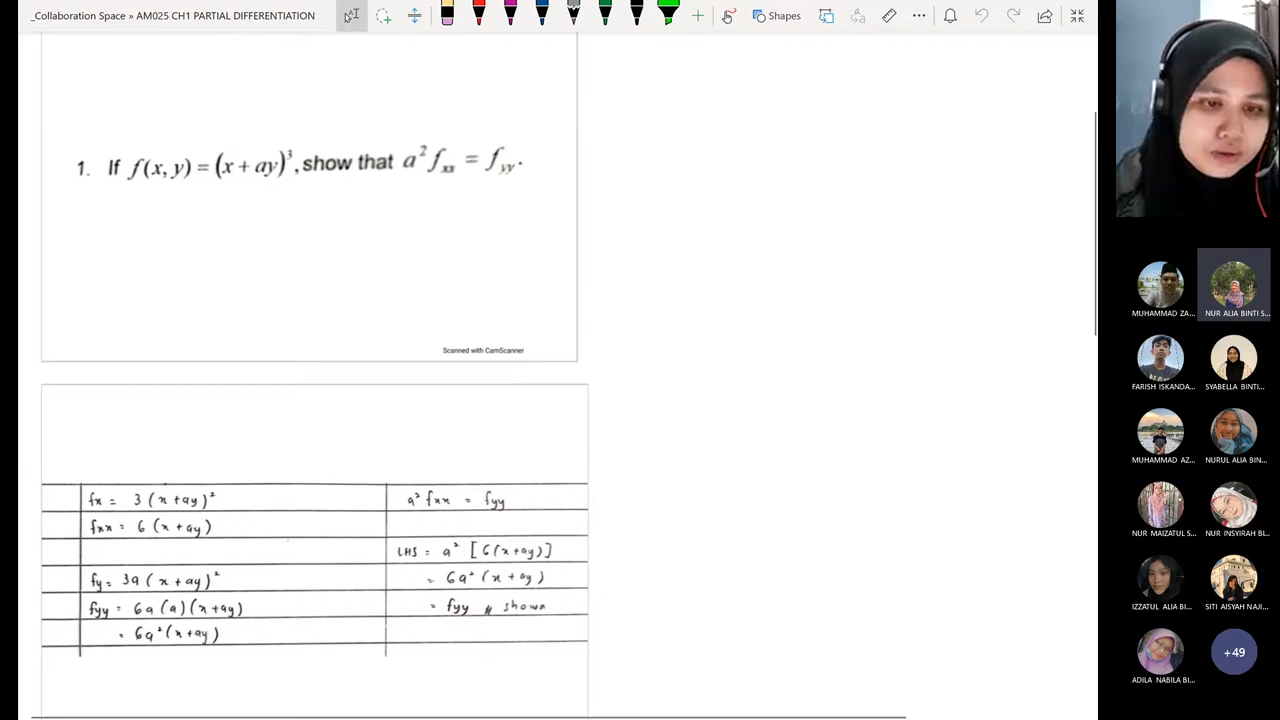 _Collaboration Space » AM025 CH1 PARTIAL DIFFERENTIATION
Shapes
1. If f(x, y) = (x + ay)³, show that a² fxx = fyy.
Scanned with CamScanner
fx = 3 (x + ay)²
fxx = 6 (x + ay)
fy = 3a (x + ay)²
fyy = 6a (a) (x + ay)
= 6a² (x + ay)
a² fxx = fyy
LHS = a² [6(x + ay)]
= 6a² (x + ay)
= fyy // shown
MUHAMMAD ZA...
NUR ALIA BINTI S...
FARISH ISKANDA...
SYABELLA BINTI...
MUHAMMAD AZ...
NURUL ALIA BIN...
NUR MAIZATUL S...
NUR INSYIRAH BI...
IZZATUL ALIA BI...
SITI AISYAH NAJI...
ADILA NABILA BI...
+49